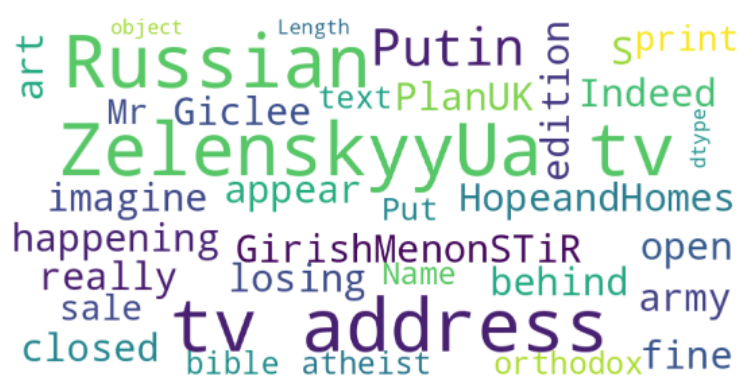 object Length
art Russian Putin edition S print
Mr Giclee text PlanUK Indeed
ZelenskyyUa tv dtype
imagine appear Put HopeandHomes
happening GirishMenonSTiR open
really losing Name behind army
sale tv address
closed bible atheist orthodox fine